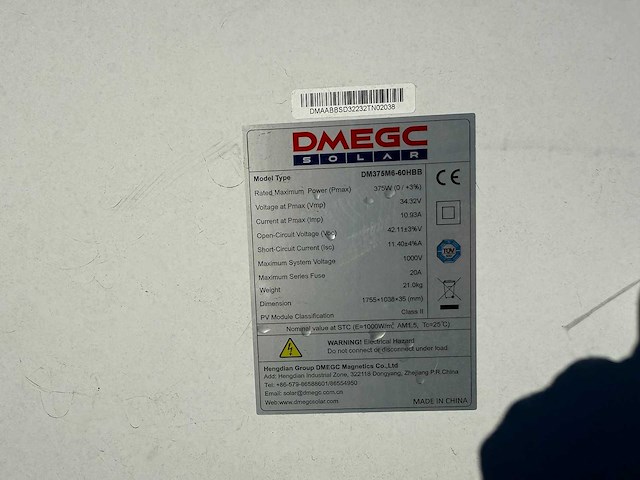 DMAABBSD32232TN02038
DMEGC
SOLAR
Model Type DM375M6-60HBB
Rated Maximum Power (Pmax) 375W (0 / +3%)
Voltage at Pmax (Vmp) 34.32V
Current at Pmax (Imp) 10.93A
Open-Circuit Voltage (Voc) 42.11±3%V
Short-Circuit Current (Isc) 11.40±4%A
Maximum System Voltage 1000V
Maximum Series Fuse 20A
Weight 21.0kg
Dimension 1755×1038×35 (mm)
PV Module Classification Class II
Nominal value at STC (E=1000W/m², AM1.5, Tc=25℃)
CE
TÜV
WARNING! Electrical Hazard
Do not connect or disconnect under load.
Hengdian Group DMEGC Magnetics Co.,Ltd
Add: Hengdian Industrial Zone, 322118 Dongyang, Zhejiang P.R.China
Tel: +86-579-86588601/86554950
Email: solar@dmegc.com.cn
Web:www.dmegcsolar.com MADE IN CHINA